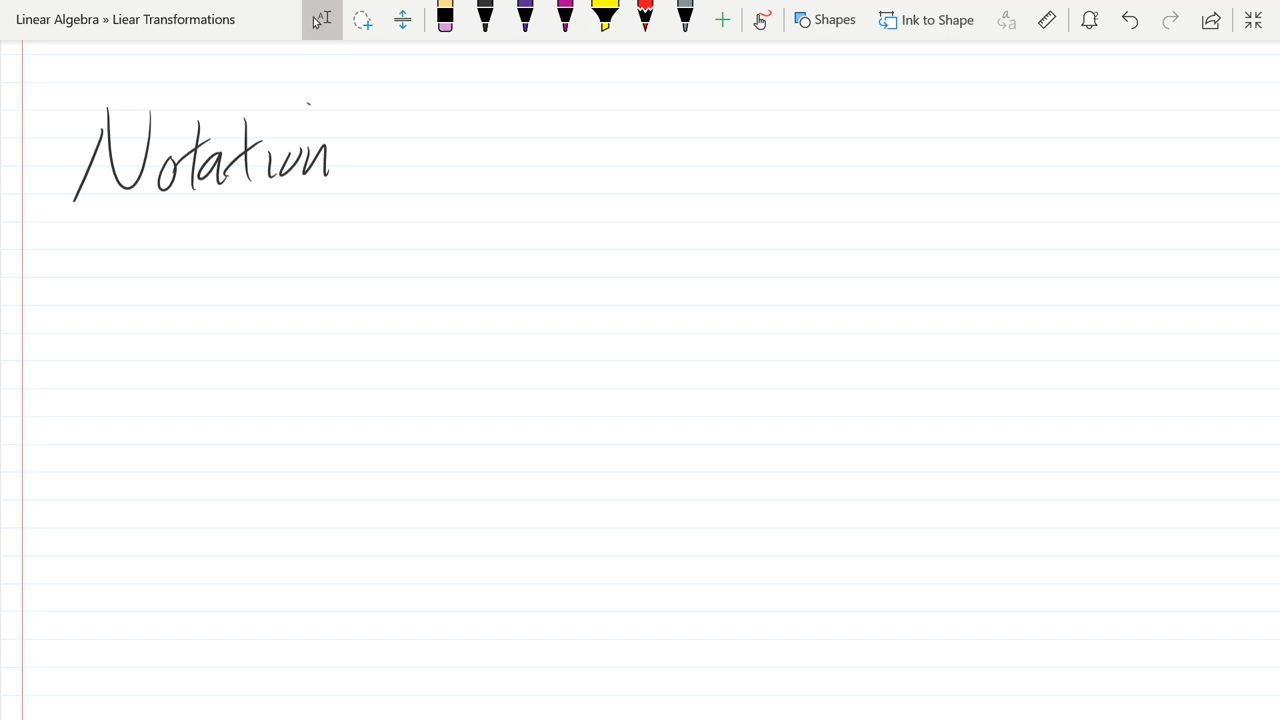 Linear Algebra » Liear Transformations
Shapes
Ink to Shape
Notation